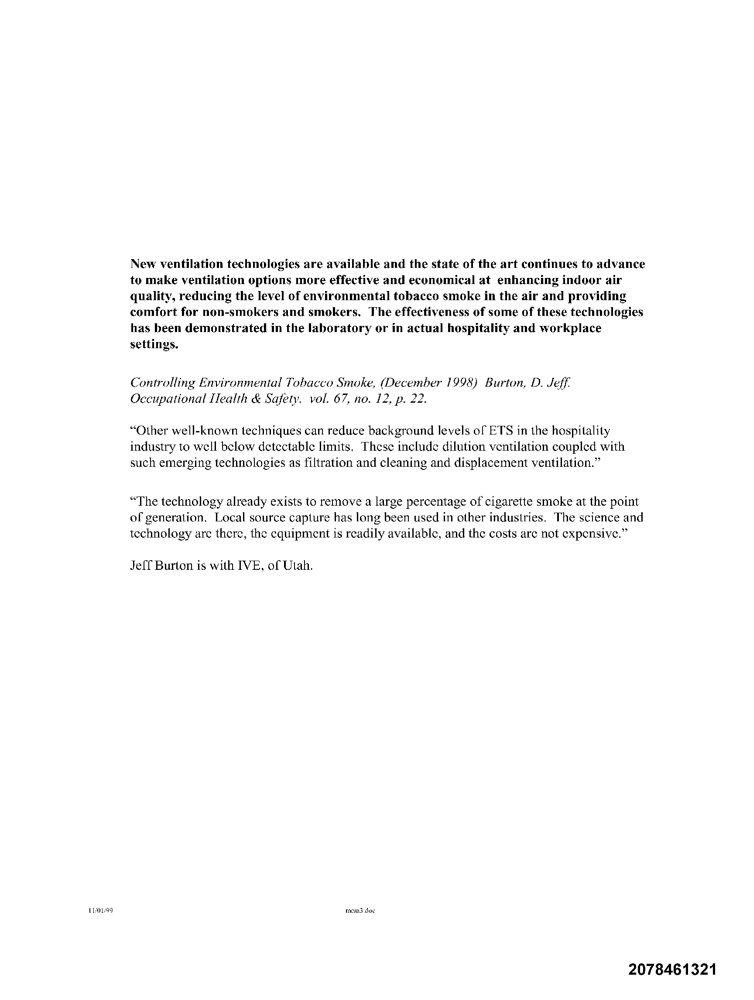 New ventilation technologies are available and the state of the art continues to advance
to make ventilation options more effective and economical at  enhancing indoor air
quality, reducing the level of environmental tobacco smoke in the air and providing
comfort for non-smokers and smokers.  The effectiveness of some of these technologies
has been demonstrated in the laboratory or in actual hospitality and workplace
settings.
Controlling Environmental Tobacco Smoke, (December 1998)  Burton, D. Jeff.
Occupational Health & Safety.  vol. 67, no. 12, p. 22.
“Other well-known techniques can reduce background levels of ETS in the hospitality
industry to well below detectable limits.  These include dilution ventilation coupled with
such emerging technologies as filtration and cleaning and displacement ventilation.”
“The technology already exists to remove a large percentage of cigarette smoke at the point
of generation.  Local source capture has long been used in other industries.  The science and
technology are there, the equipment is readily available, and the costs are not expensive.”
Jeff Burton is with IVE, of Utah.
11/01/99
2078461321